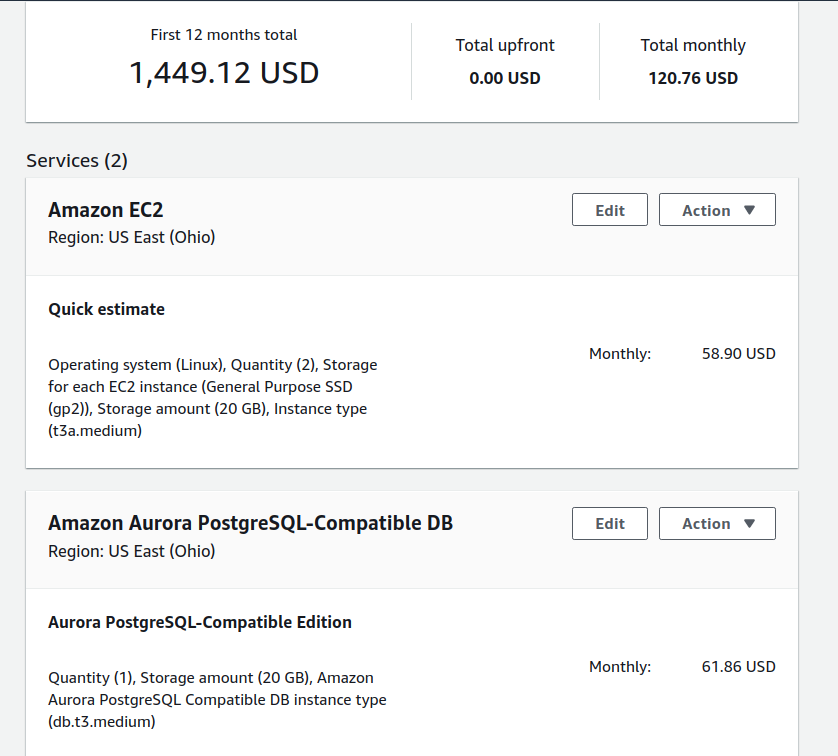 First 12 months total
1,449.12 USD
Total upfront
0.00 USD
Total monthly
120.76 USD
Services (2)
Amazon EC2
Region: US East (Ohio)
Edit
Action
Quick estimate
Operating system (Linux), Quantity (2), Storage
for each EC2 instance (General Purpose SSD
(gp2)), Storage amount (20 GB), Instance type
(t3a.medium)
Monthly: 58.90 USD
Amazon Aurora PostgreSQL-Compatible DB
Region: US East (Ohio)
Edit
Action
Aurora PostgreSQL-Compatible Edition
Quantity (1), Storage amount (20 GB), Amazon
Aurora PostgreSQL Compatible DB instance type
(db.t3.medium)
Monthly: 61.86 USD